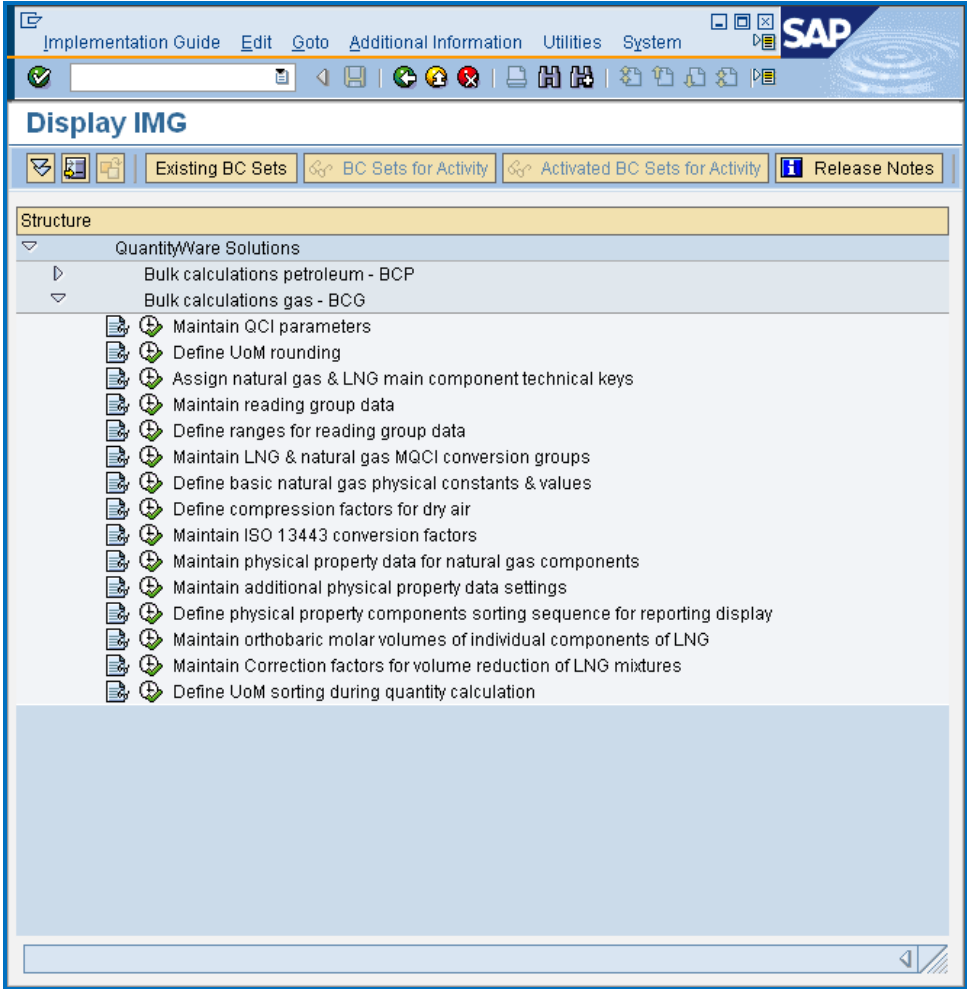 Implementation Guide Edit Goto Additional Information Utilities System SAP
Display IMG
Existing BC Sets BC Sets for Activity Activated BC Sets for Activity Release Notes
Structure
QuantityWare Solutions
Bulk calculations petroleum - BCP
Bulk calculations gas - BCG
Maintain QCI parameters
Define UoM rounding
Assign natural gas & LNG main component technical keys
Maintain reading group data
Define ranges for reading group data
Maintain LNG & natural gas MQCI conversion groups
Define basic natural gas physical constants & values
Define compression factors for dry air
Maintain ISO 13443 conversion factors
Maintain physical property data for natural gas components
Maintain additional physical property data settings
Define physical property components sorting sequence for reporting display
Maintain orthobaric molar volumes of individual components of LNG
Maintain Correction factors for volume reduction of LNG mixtures
Define UoM sorting during quantity calculation